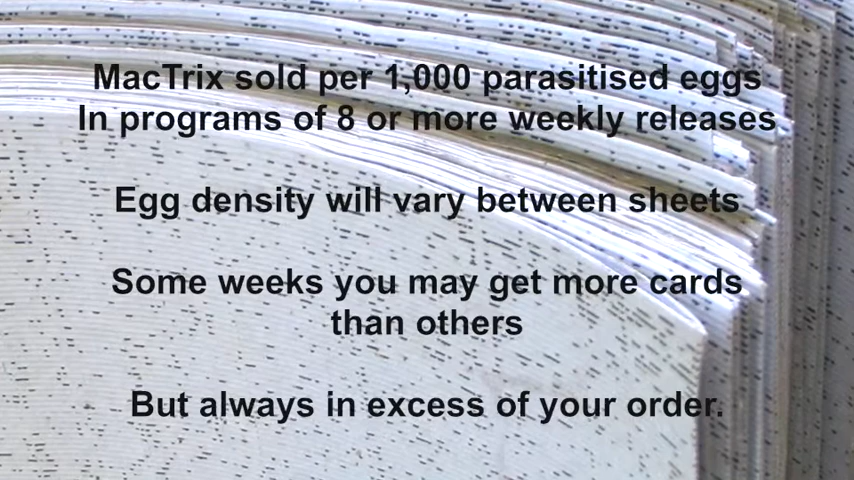 MacTrix sold per 1,000 parasitised eggs
In programs of 8 or more weekly releases
Egg density will vary between sheets
Some weeks you may get more cards
than others
But always in excess of your order.